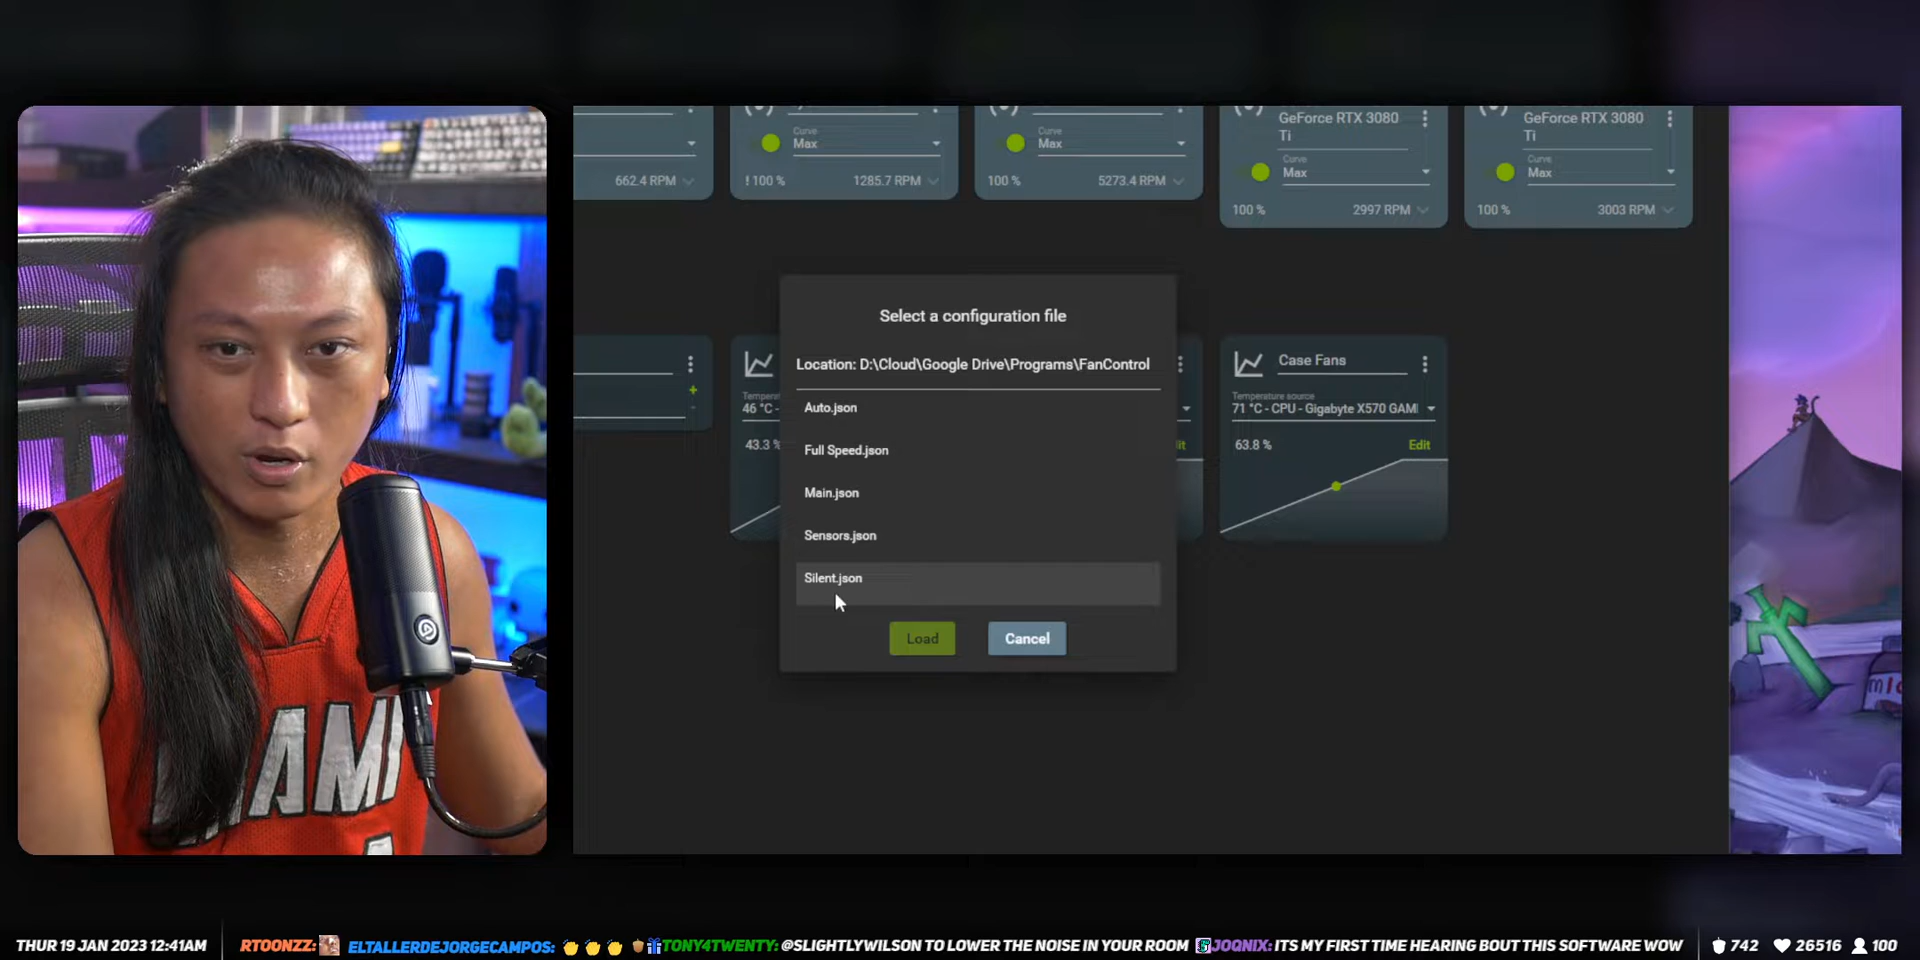 GeForce RTX 3080
Ti
GeForce RTX 3080
Ti
Curve
Max
Curve
Max
Curve
Max
Curve
Max
662.4 RPM
! 100 %
1285.7 RPM
100 %
5273.4 RPM
100 %
2997 RPM
100 %
3003 RPM
Select a configuration file
Location: D:\Cloud\Google Drive\Programs\FanControl
Auto.json
Full Speed.json
Main.json
Sensors.json
Silent.json
Load
Cancel
46 °C -
43.3 %
Case Fans
Temperature source
71 °C - CPU - Gigabyte X570 GAMI
63.8 %
Edit
THUR 19 JAN 2023 12:41AM
RTOONZZ: ELTALLERDEJORGECAMPOS: 👏 👏 👏 TONY4TWENTY: @SLIGHTLYWILSON TO LOWER THE NOISE IN YOUR ROOM JOQNIX: ITS MY FIRST TIME HEARING BOUT THIS SOFTWARE WOW
742 26516 100